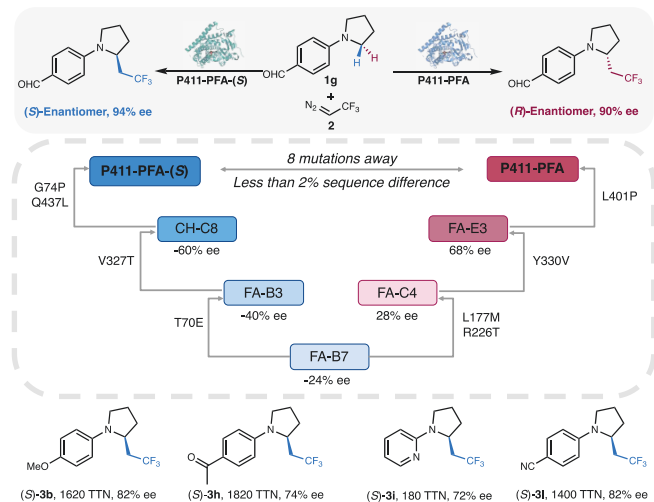 N
OHC
CF3
(S)-Enantiomer, 94% ee
P411-PFA-(S)
N
OHC
H H
1g
+
N2
CF3
2
P411-PFA
N
OHC
CF3
(R)-Enantiomer, 90% ee
P411-PFA-(S)
8 mutations away
Less than 2% sequence difference
P411-PFA
G74P
Q437L
L401P
CH-C8
-60% ee
FA-E3
68% ee
V327T
Y330V
FA-B3
-40% ee
FA-C4
28% ee
T70E
L177M
R226T
FA-B7
-24% ee
N
MeO
CF3
(S)-3b, 1620 TTN, 82% ee
N
O
CF3
(S)-3h, 1820 TTN, 74% ee
N
N
CF3
(S)-3i, 180 TTN, 72% ee
N
NC
CF3
(S)-3l, 1400 TTN, 82% ee